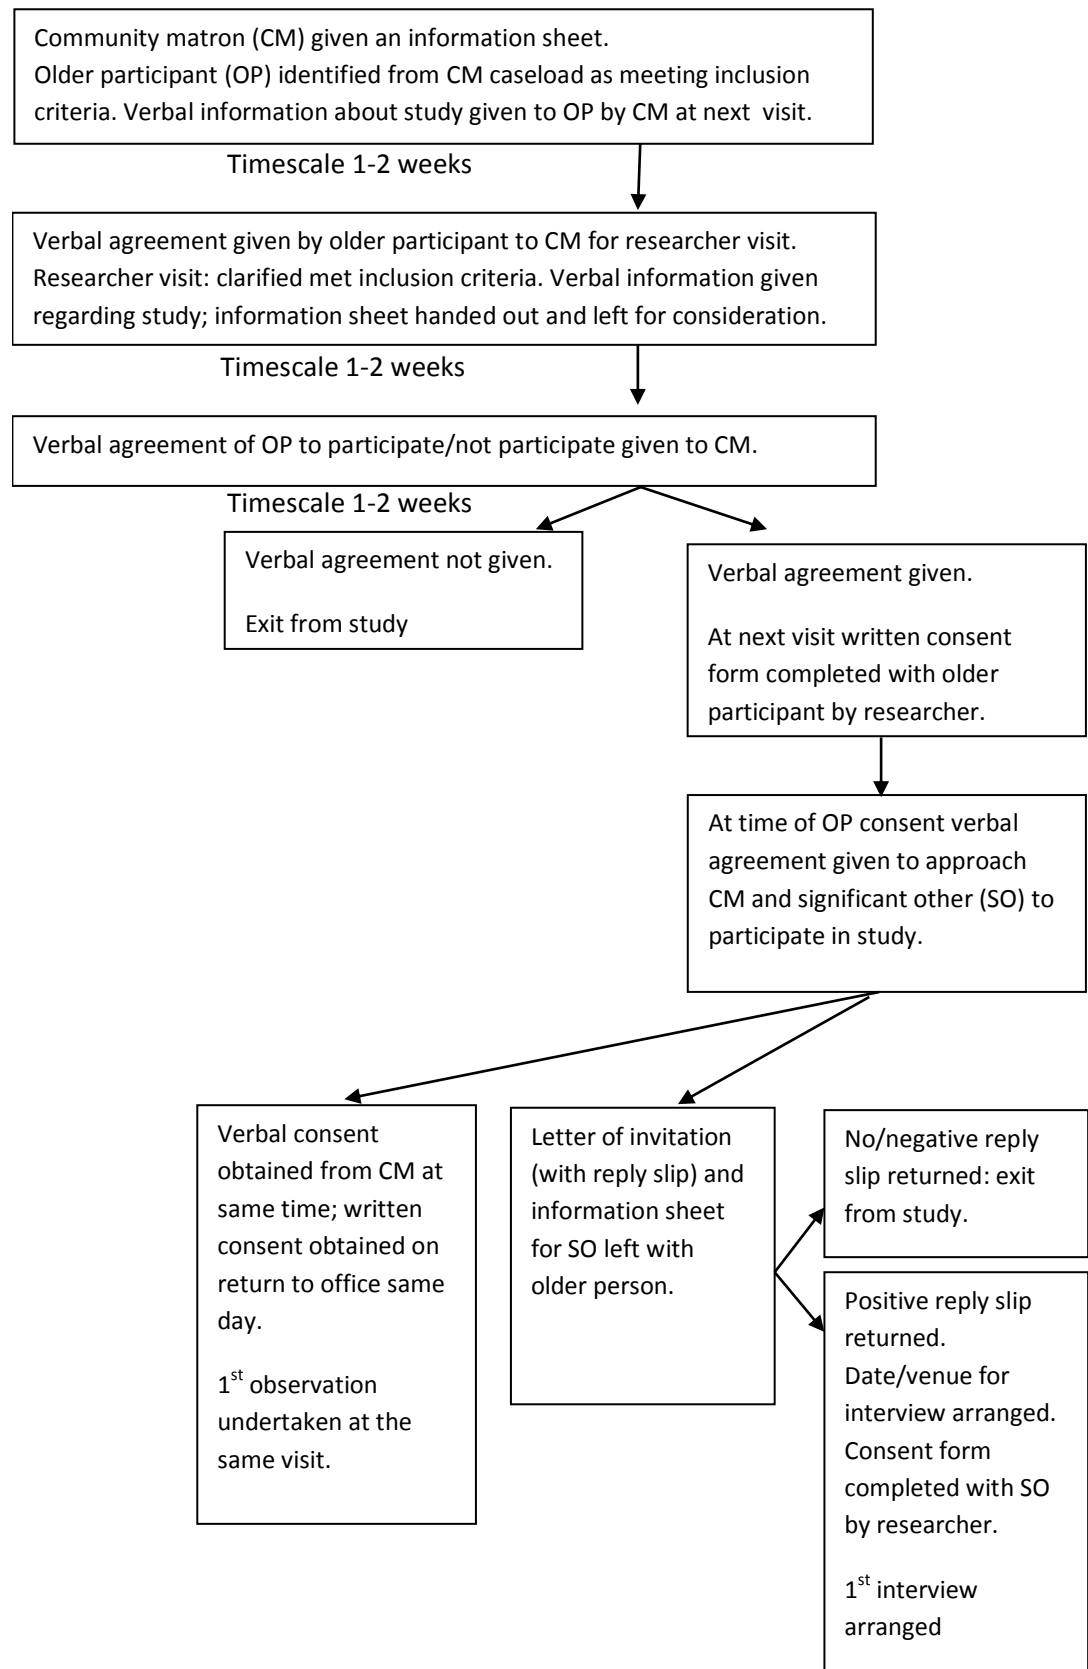 Community matron (CM) given an information sheet.
Older participant (OP) identified from CM caseload as meeting inclusion
criteria. Verbal information about study given to OP by CM at next visit.
Timescale 1-2 weeks
Verbal agreement given by older participant to CM for researcher visit.
Researcher visit: clarified met inclusion criteria. Verbal information given
regarding study; information sheet handed out and left for consideration.
Timescale 1-2 weeks
Verbal agreement of OP to participate/not participate given to CM.
Timescale 1-2 weeks
Verbal agreement not given.
Exit from study
Verbal agreement given.
At next visit written consent
form completed with older
participant by researcher.
At time of OP consent verbal
agreement given to approach
CM and significant other (SO) to
participate in study.
Verbal consent
obtained from CM at
same time; written
consent obtained on
return to office same
day.
1st observation
undertaken at the
same visit.
Letter of invitation
(with reply slip) and
information sheet
for SO left with
older person.
No/negative reply
slip returned: exit
from study.
Positive reply slip
returned.
Date/venue for
interview arranged.
Consent form
completed with SO
by researcher.
1st interview
arranged